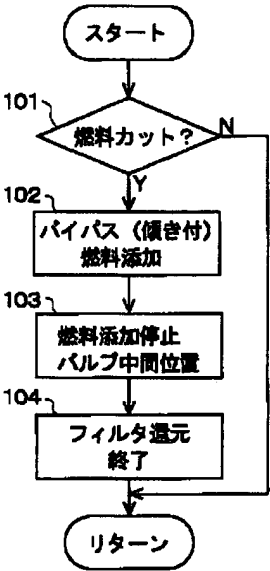 スタート
101
燃料カット？
N
Y
102
バイパス（傾き付）
燃料添加
103
燃料添加停止
バルブ中間位置
104
フィルタ還元
終了
リターン